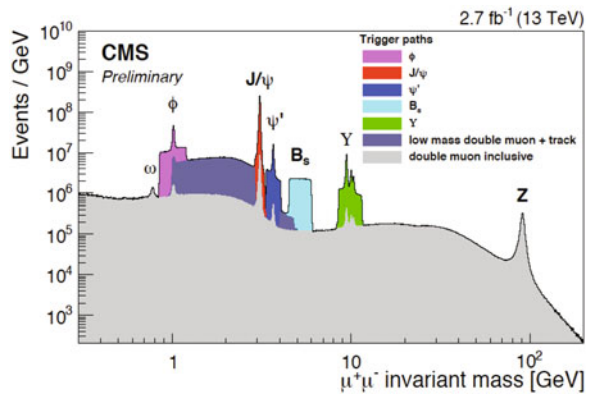 2.7 fb⁻¹ (13 TeV)
Events / GeV
10¹⁰
10⁹
10⁸
10⁷
10⁶
10⁵
10⁴
10³
CMS
Preliminary
ω
ϕ
J/ψ
ψ'
Bₛ
Υ
Z
Trigger paths
ϕ
J/ψ
ψ'
Bₛ
Υ
low mass double muon + track
double muon inclusive
1
10
10²
μ⁺μ⁻ invariant mass [GeV]